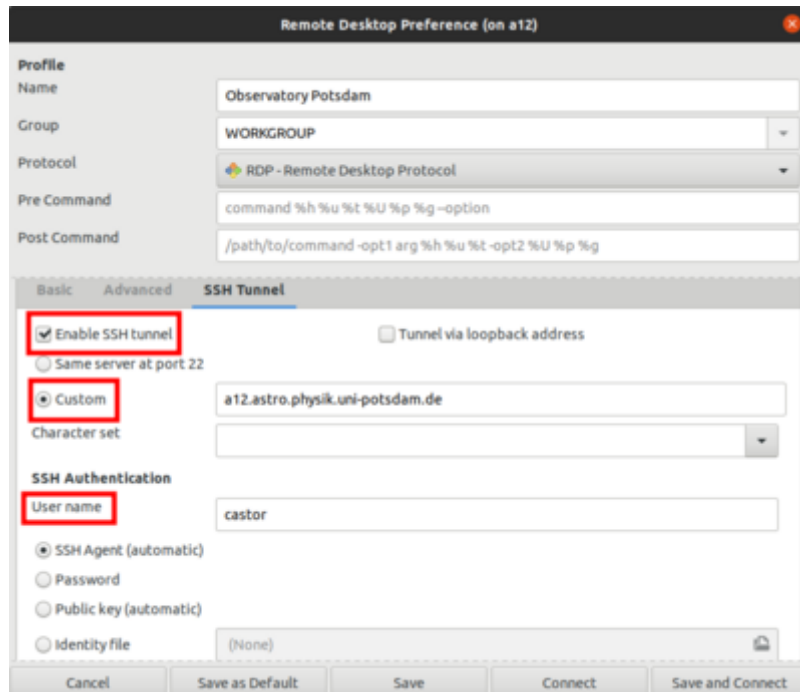 Remote Desktop Preference (on a12)
Profile
Name Observatory Potsdam
Group WORKGROUP
Protocol RDP - Remote Desktop Protocol
Pre Command command %h %u %t %U %p %g --option
Post Command /path/to/command -opt1 arg %h %u %t -opt2 %U %p %g
Basic Advanced SSH Tunnel
Enable SSH tunnel Tunnel via loopback address
Same server at port 22
Custom a12.astro.physik.uni-potsdam.de
Character set
SSH Authentication
User name castor
SSH Agent (automatic)
Password
Public key (automatic)
Identity file (None)
Cancel Save as Default Save Connect Save and Connect